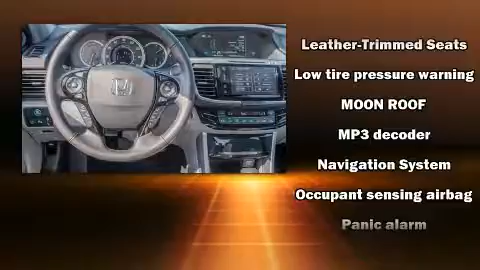 Leather-Trimmed Seats
Low tire pressure warning
MOON ROOF
MP3 decoder
Navigation System
Occupant sensing airbag
Panic alarm